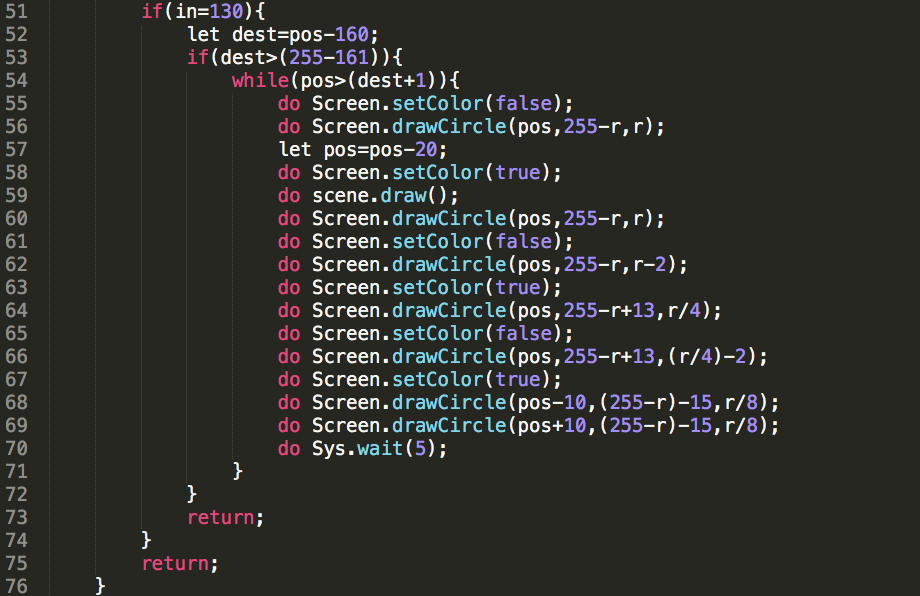 51 if(in=130){
52 let dest=pos-160;
53 if(dest>(255-161)){
54 while(pos>(dest+1)){
55 do Screen.setColor(false);
56 do Screen.drawCircle(pos,255-r,r);
57 let pos=pos-20;
58 do Screen.setColor(true);
59 do scene.draw();
60 do Screen.drawCircle(pos,255-r,r);
61 do Screen.setColor(false);
62 do Screen.drawCircle(pos,255-r,r-2);
63 do Screen.setColor(true);
64 do Screen.drawCircle(pos,255-r+13,r/4);
65 do Screen.setColor(false);
66 do Screen.drawCircle(pos,255-r+13,(r/4)-2);
67 do Screen.setColor(true);
68 do Screen.drawCircle(pos-10,(255-r)-15,r/8);
69 do Screen.drawCircle(pos+10,(255-r)-15,r/8);
70 do Sys.wait(5);
71 }
72 }
73 return;
74 }
75 return;
76 }